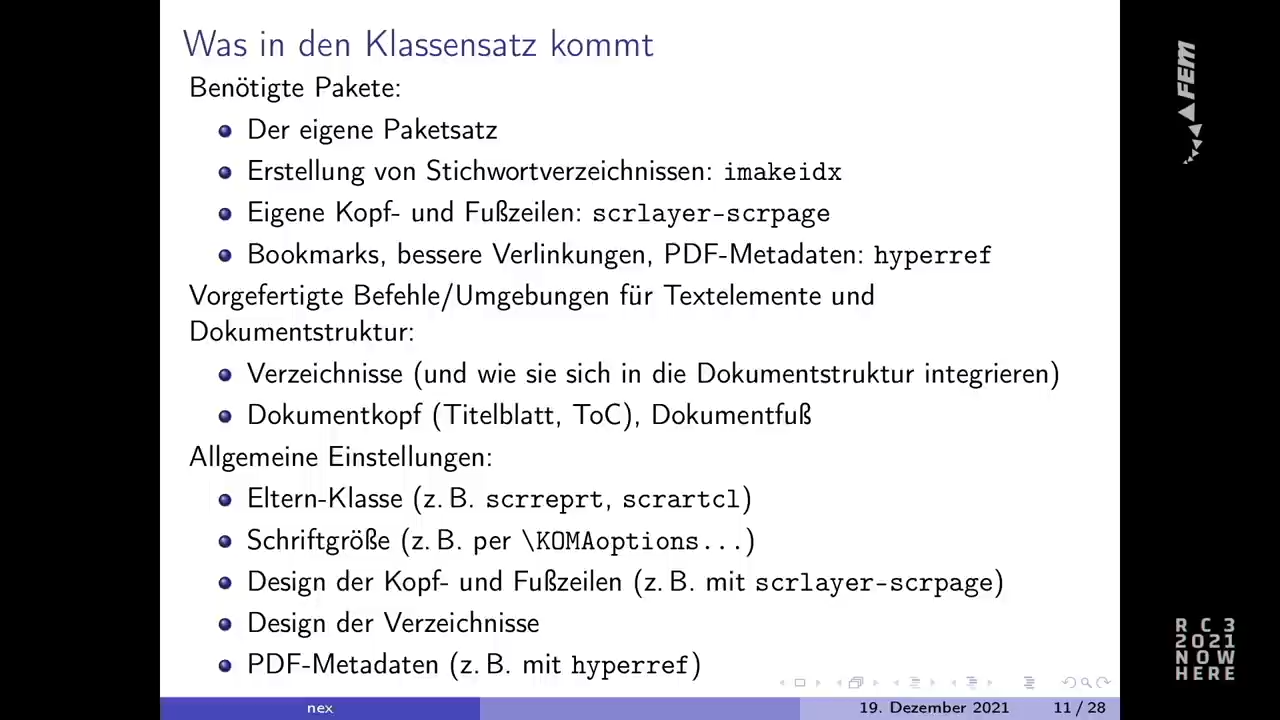 Was in den Klassensatz kommt
Benötigte Pakete:
Der eigene Paketsatz
Erstellung von Stichwortverzeichnissen: imakeidx
Eigene Kopf- und Fußzeilen: scrlayer-scrpage
Bookmarks, bessere Verlinkungen, PDF-Metadaten: hyperref
Vorgefertigte Befehle/Umgebungen für Textelemente und
Dokumentstruktur:
Verzeichnisse (und wie sie sich in die Dokumentstruktur integrieren)
Dokumentkopf (Titelblatt, ToC), Dokumentfuß
Allgemeine Einstellungen:
Eltern-Klasse (z. B. scrreprt, scrartcl)
Schriftgröße (z. B. per \KOMAoptions...)
Design der Kopf- und Fußzeilen (z. B. mit scrlayer-scrpage)
Design der Verzeichnisse
PDF-Metadaten (z. B. mit hyperref)
nex
19. Dezember 2021 11 / 28
FEM
R C 3
2021
NOW
HERE